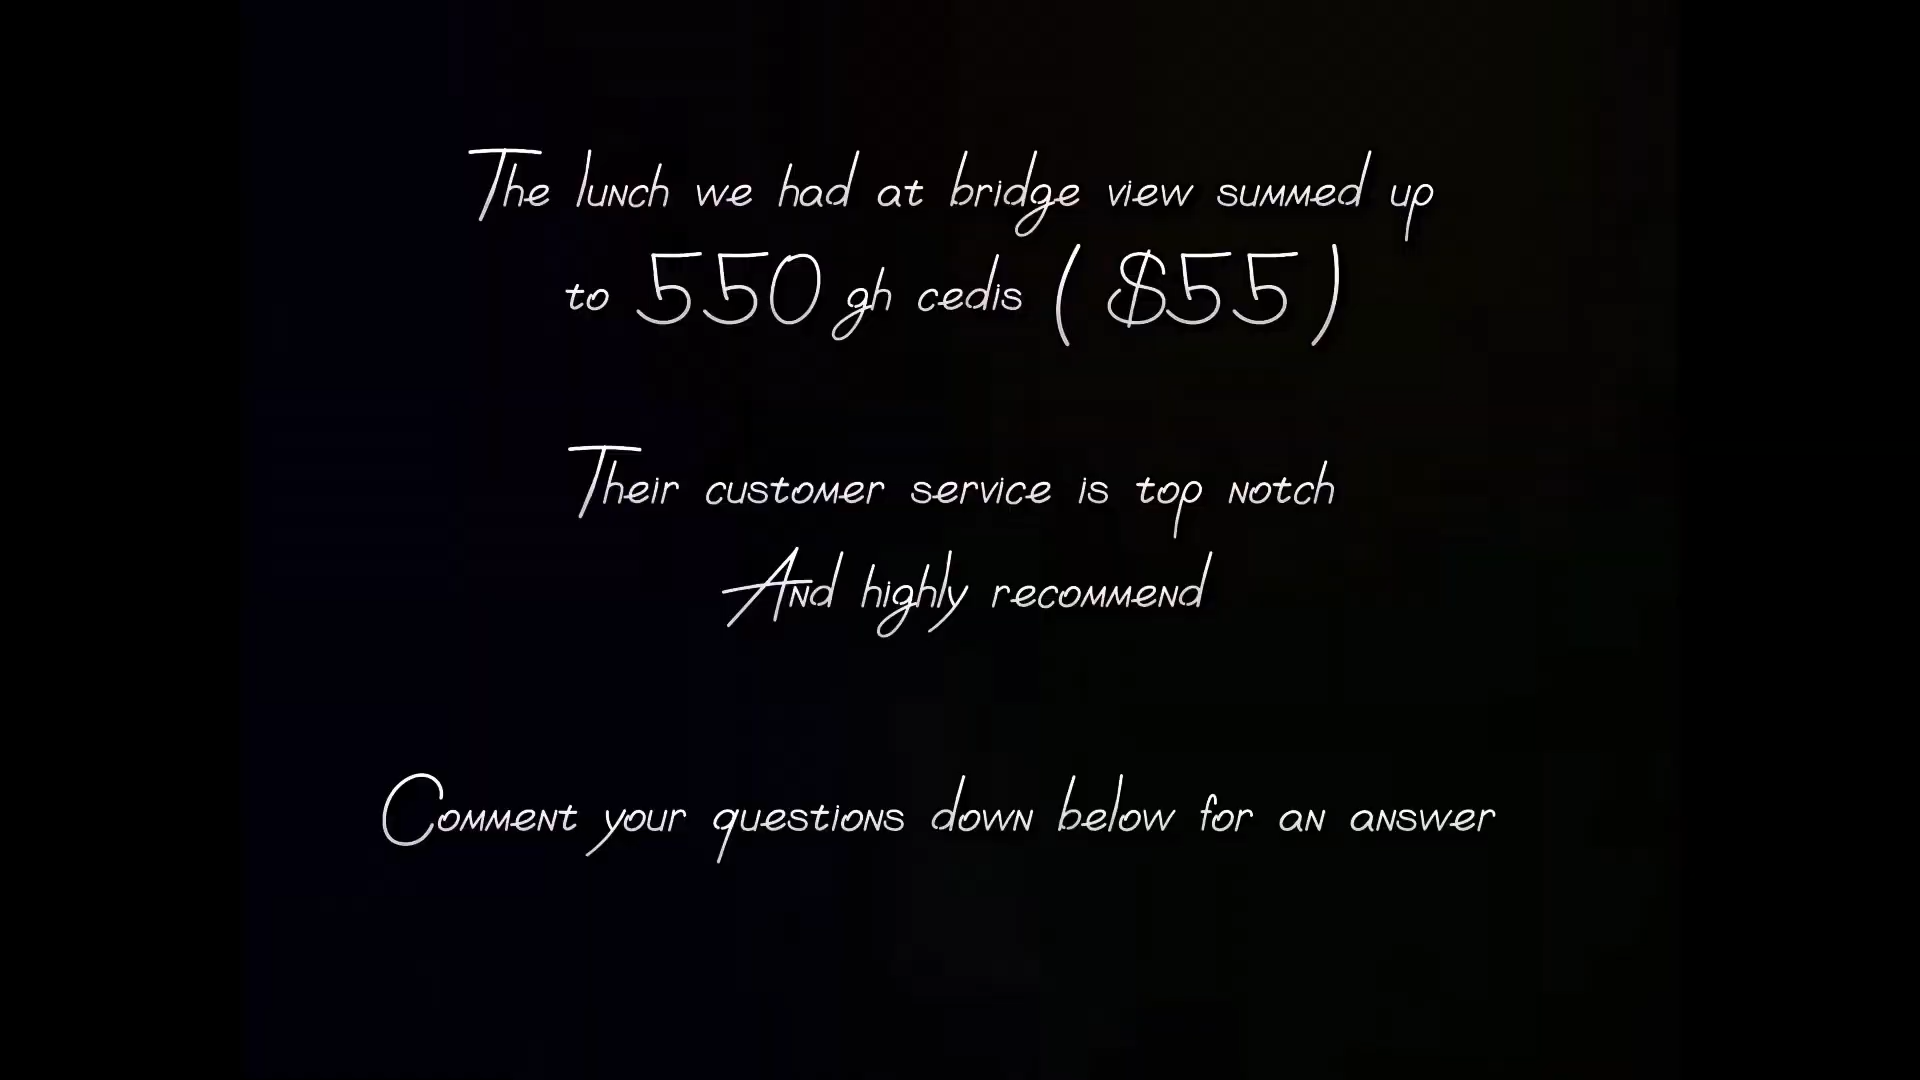 The lunch we had at bridge view summed up
to 550 gh cedis ( $55 )
Their customer service is top notch
And highly recommend
Comment your questions down below for an answer